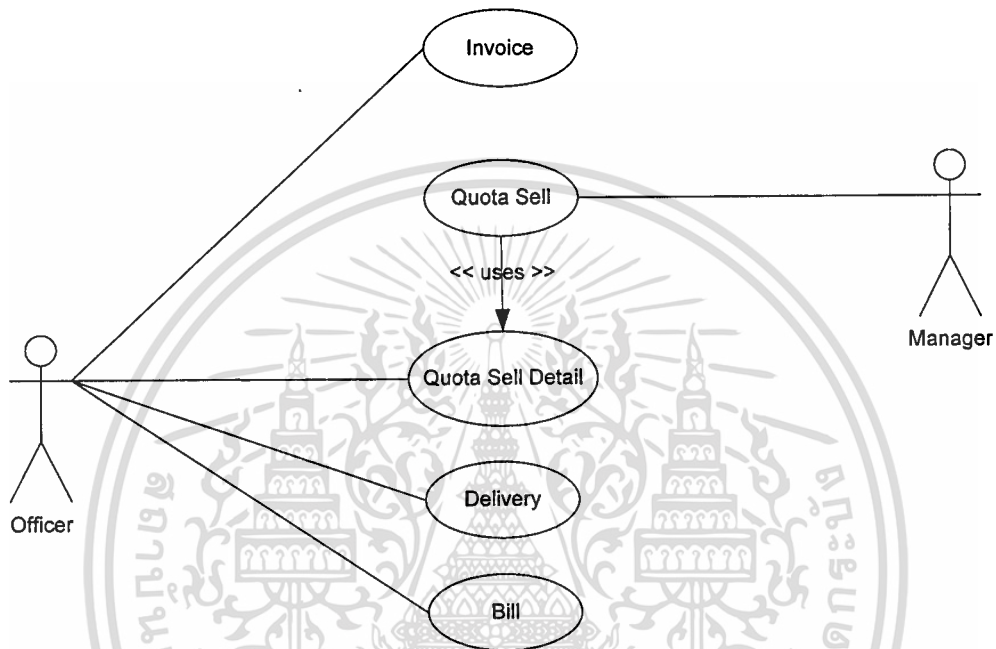 Invoice
Quota Sell
<< uses >>
Manager
Quota Sell Detail
Delivery
Officer
Bill